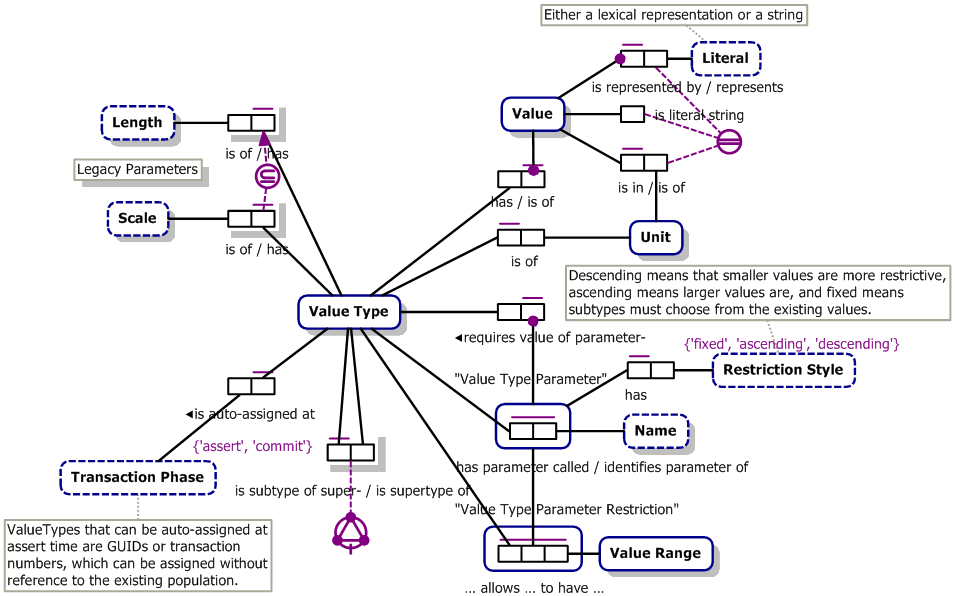 Either a lexical representation or a string
Literal
is represented by / represents
Length
Value
is literal string
is of / has
Legacy Parameters
is in / is of
has / is of
Scale
is of / has
Unit
is of
Descending means that smaller values are more restrictive,
ascending means larger values are, and fixed means
subtypes must choose from the existing values.
Value Type
◄requires value of parameter-
{'fixed', 'ascending', 'descending'}
"Value Type Parameter"
Restriction Style
has
◄is auto-assigned at
{'assert', 'commit'}
Name
has parameter called / identifies parameter of
Transaction Phase
is subtype of super- / is supertype of
"Value Type Parameter Restriction"
ValueTypes that can be auto-assigned at
assert time are GUIDs or transaction
numbers, which can be assigned without
reference to the existing population.
Value Range
... allows ... to have ...